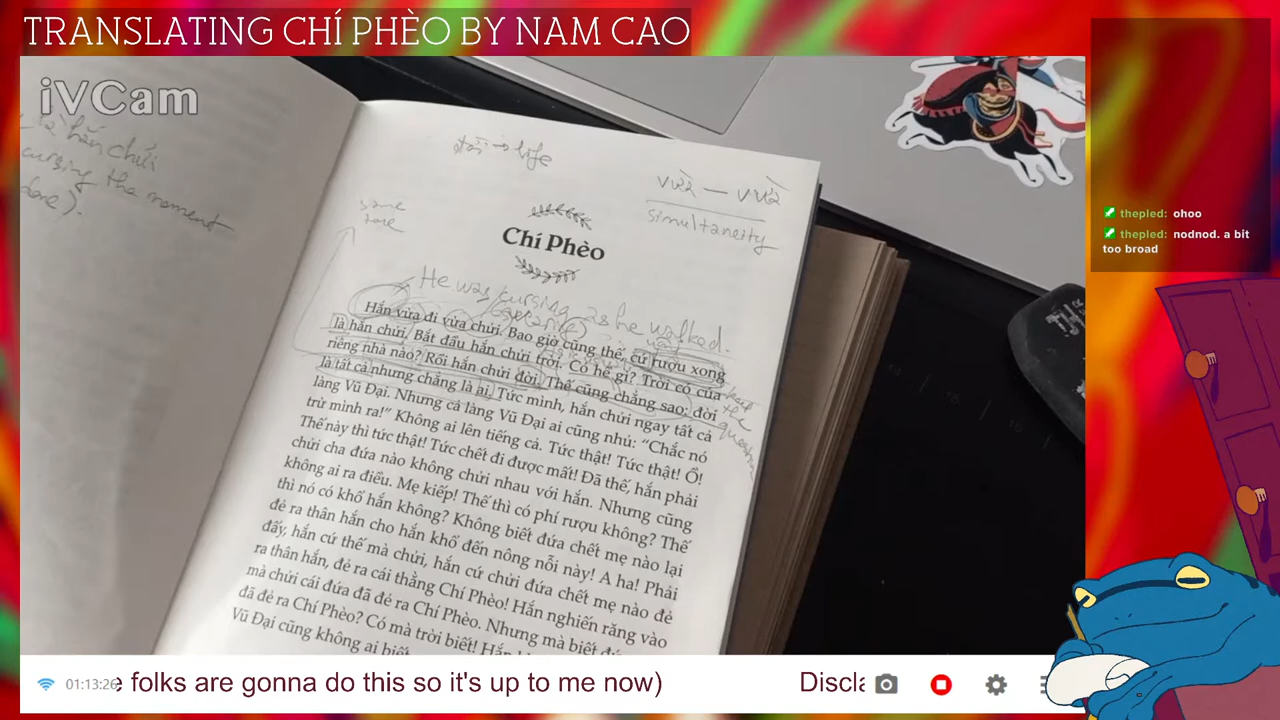 TRANSLATING CHÍ PHÈO BY NAM CAO
iVCam
là hắn chửi
cursing the moment
đời → life
vừa — vừa
simultaneity
same
tone
Chí Phèo
He was cursing as he walked.
Hắn vừa đi vừa chửi. Bao giờ cũng thế, cứ rượu xong
là hắn chửi. Bắt đầu hắn chửi trời. Có hề gì? Trời có của
riêng nhà nào? Rồi hắn chửi đời. Thế cũng chẳng sao: đời
là tất cả nhưng chẳng là ai. Tức mình, hắn chửi ngay tất cả
làng Vũ Đại. Nhưng cả làng Vũ Đại ai cũng nhủ: "Chắc nó
trừ mình ra!" Không ai lên tiếng cả. Tức thật! Tức thật! Ồ!
Thế này thì tức thật! Tức chết đi được mất! Đã thế, hắn phải
chửi cha đứa nào không chửi nhau với hắn. Nhưng cũng
không ai ra điều. Mẹ kiếp! Thế thì có phí rượu không? Thế
thì nó có khổ hắn không? Không biết đứa chết mẹ nào lại
đẻ ra thân hắn cho hắn khổ đến nông nỗi này! A ha! Phải
đấy, hắn cứ thế mà chửi, hắn cứ chửi đứa chết mẹ nào đẻ
ra thân hắn, đẻ ra cái thằng Chí Phèo! Hắn nghiến răng vào
mà chửi cái đứa đã đẻ ra Chí Phèo. Nhưng mà biết
đã đẻ ra Chí Phèo? Có mà trời biết!
Vũ Đại cũng không ai biết
the
question
thepled: ohoo
thepled: nodnod. a bit
too broad
01:13:26
folks are gonna do this so it's up to me now)
Discl